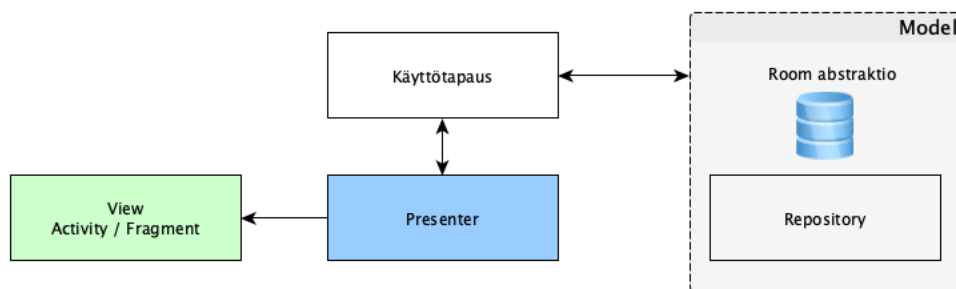 Model
Käyttötapaus
Room abstraktio
View
Activity / Fragment
Presenter
Repository